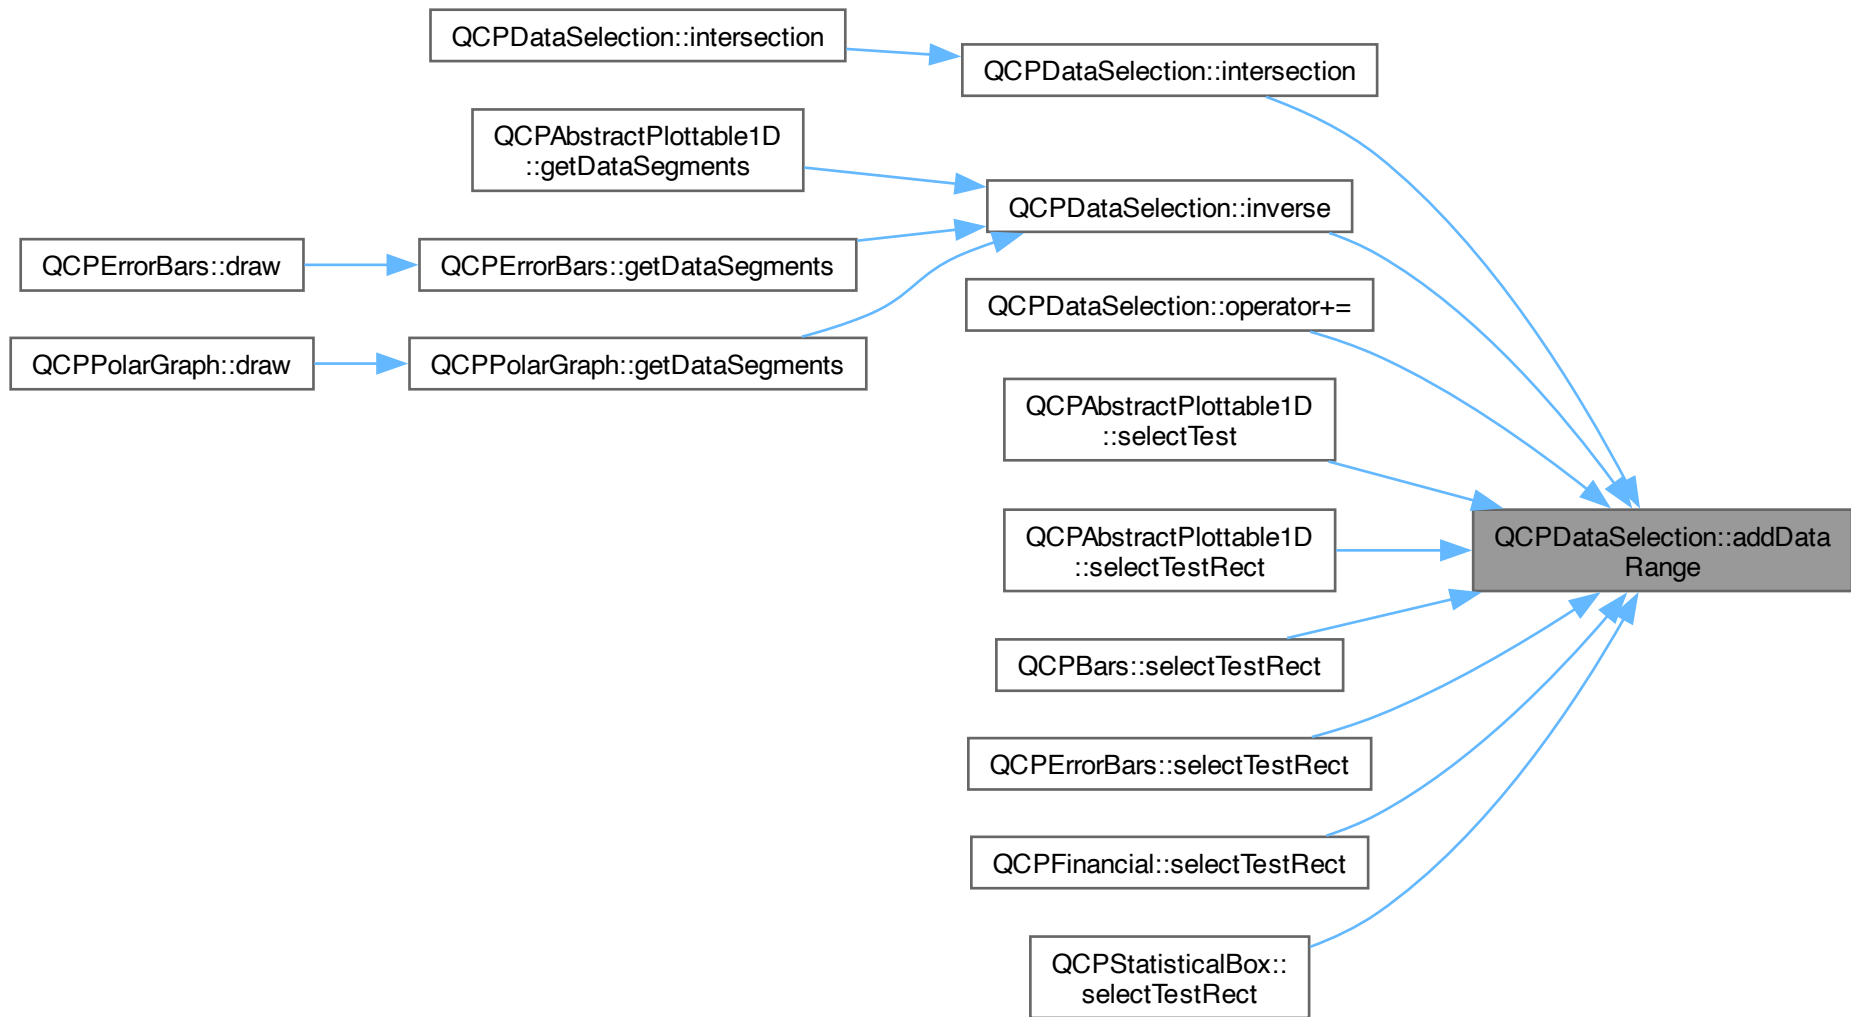 QCPDataSelection::intersection
QCPDataSelection::intersection
QCPAbstractPlottable1D
::getDataSegments
QCPDataSelection::inverse
QCPErrorBars::draw
QCPErrorBars::getDataSegments
QCPDataSelection::operator+=
QCPPolarGraph::draw
QCPPolarGraph::getDataSegments
QCPAbstractPlottable1D
::selectTest
QCPAbstractPlottable1D
::selectTestRect
QCPDataSelection::addData
Range
QCPBars::selectTestRect
QCPErrorBars::selectTestRect
QCPFinancial::selectTestRect
QCPStatisticalBox::
selectTestRect